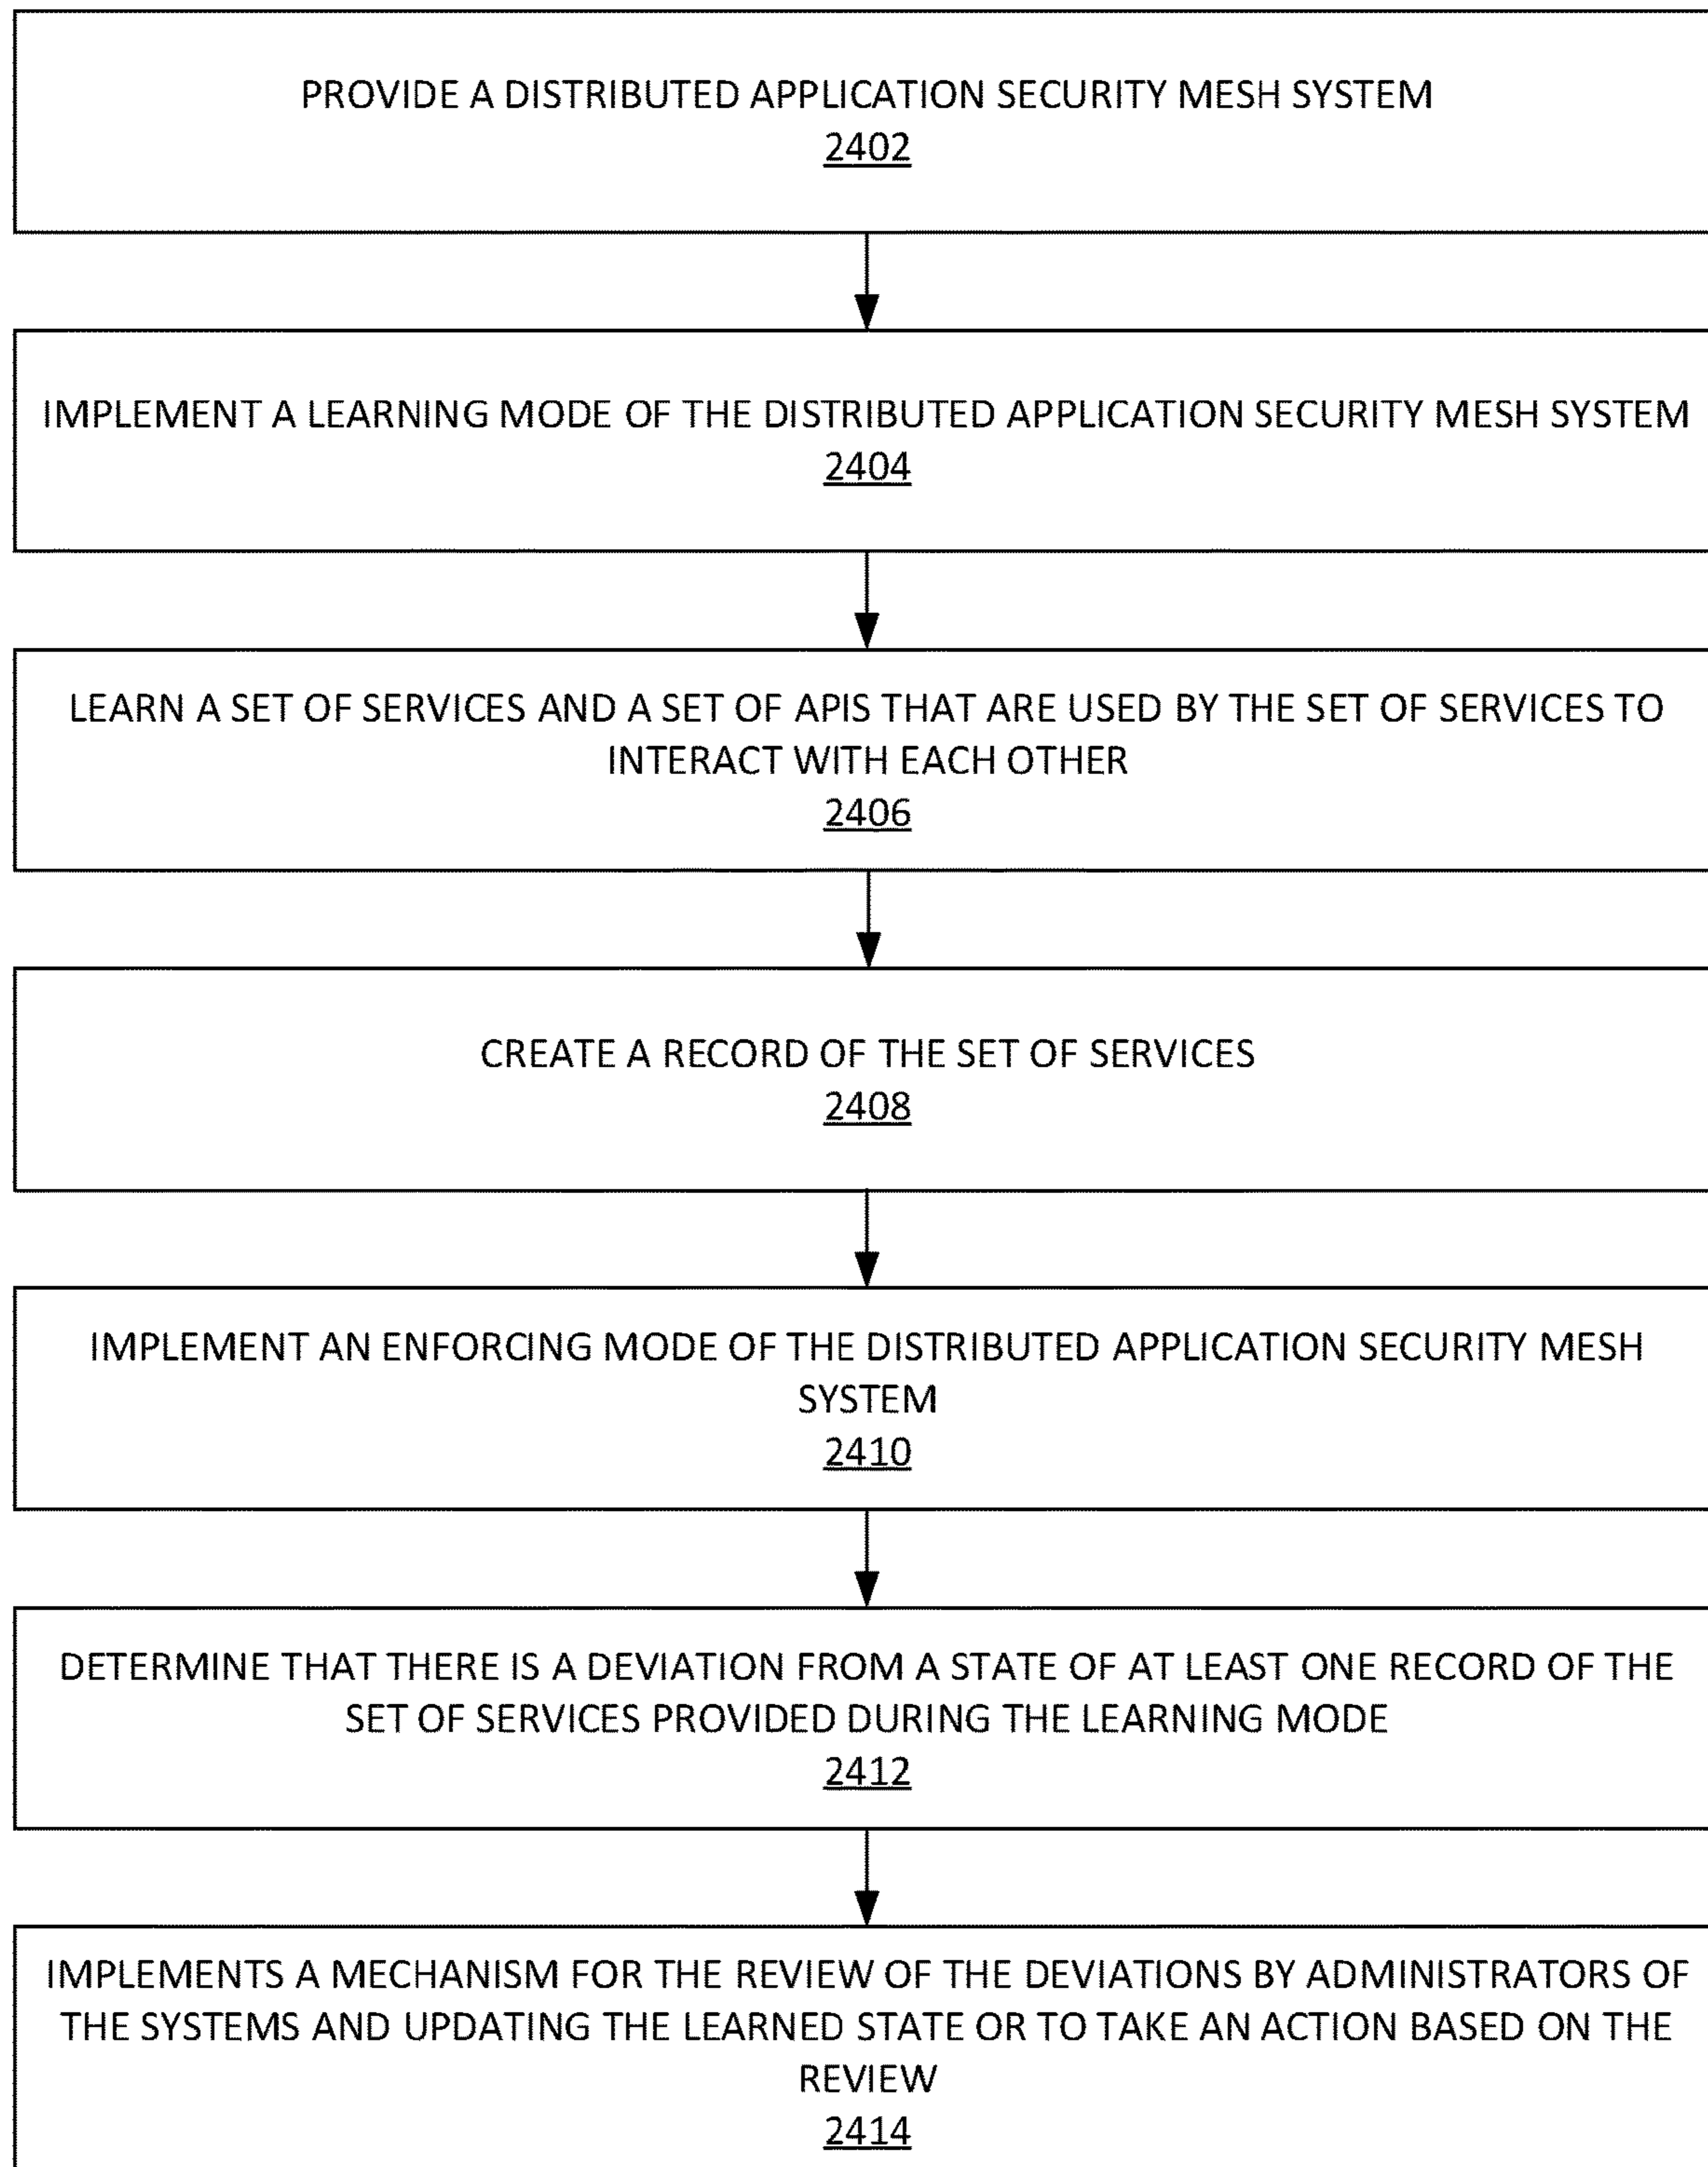 PROVIDE A DISTRIBUTED APPLICATION SECURITY MESH SYSTEM
2402
IMPLEMENT A LEARNING MODE OF THE DISTRIBUTED APPLICATION SECURITY MESH SYSTEM
2404
LEARN A SET OF SERVICES AND A SET OF APIS THAT ARE USED BY THE SET OF SERVICES TO
INTERACT WITH EACH OTHER
2406
CREATE A RECORD OF THE SET OF SERVICES
2408
IMPLEMENT AN ENFORCING MODE OF THE DISTRIBUTED APPLICATION SECURITY MESH
SYSTEM
2410
DETERMINE THAT THERE IS A DEVIATION FROM A STATE OF AT LEAST ONE RECORD OF THE
SET OF SERVICES PROVIDED DURING THE LEARNING MODE
2412
IMPLEMENTS A MECHANISM FOR THE REVIEW OF THE DEVIATIONS BY ADMINISTRATORS OF
THE SYSTEMS AND UPDATING THE LEARNED STATE OR TO TAKE AN ACTION BASED ON THE
REVIEW
2414